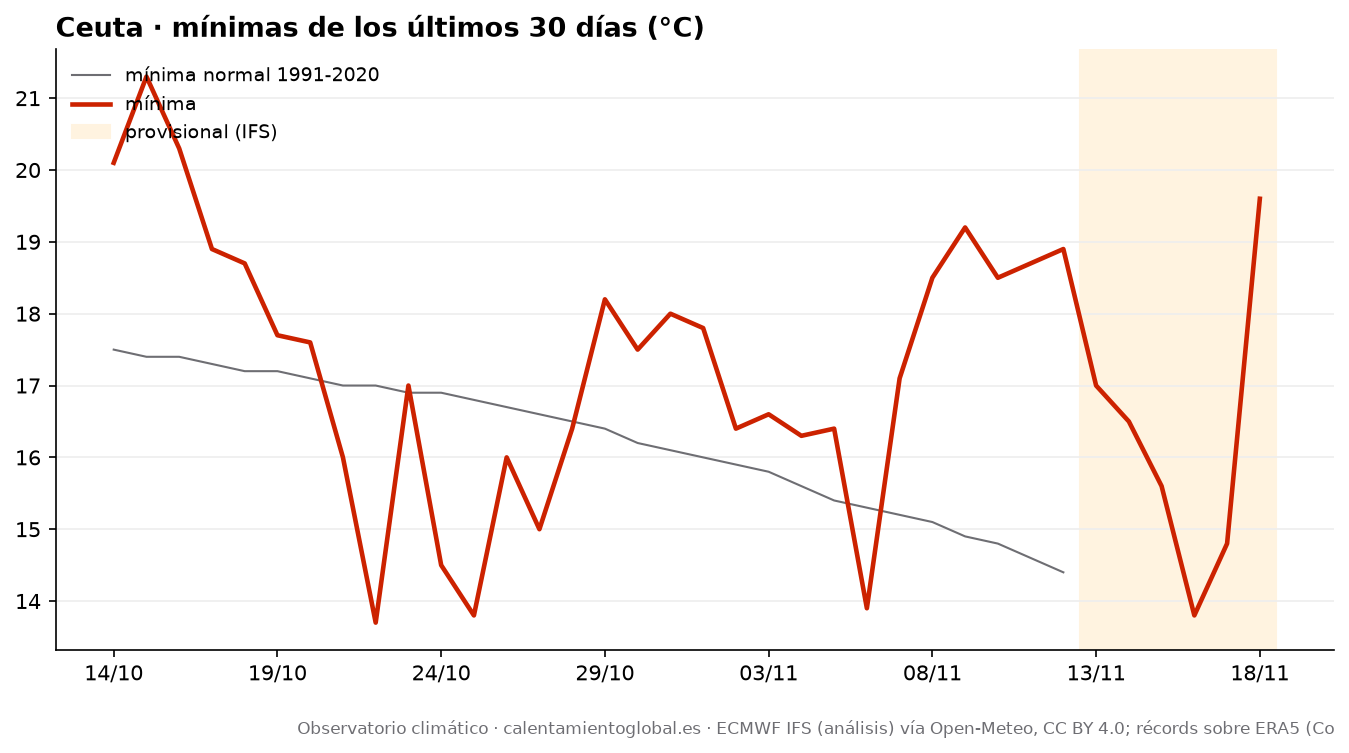 Ceuta · mínimas de los últimos 30 días (°C)
mínima normal 1991-2020
mínima
provisional (IFS)
21
20
19
18
17
16
15
14
14/10 19/10 24/10 29/10 03/11 08/11 13/11 18/11
Observatorio climático · calentamientoglobal.es · ECMWF IFS (análisis) vía Open-Meteo, CC BY 4.0; récords sobre ERA5 (Co